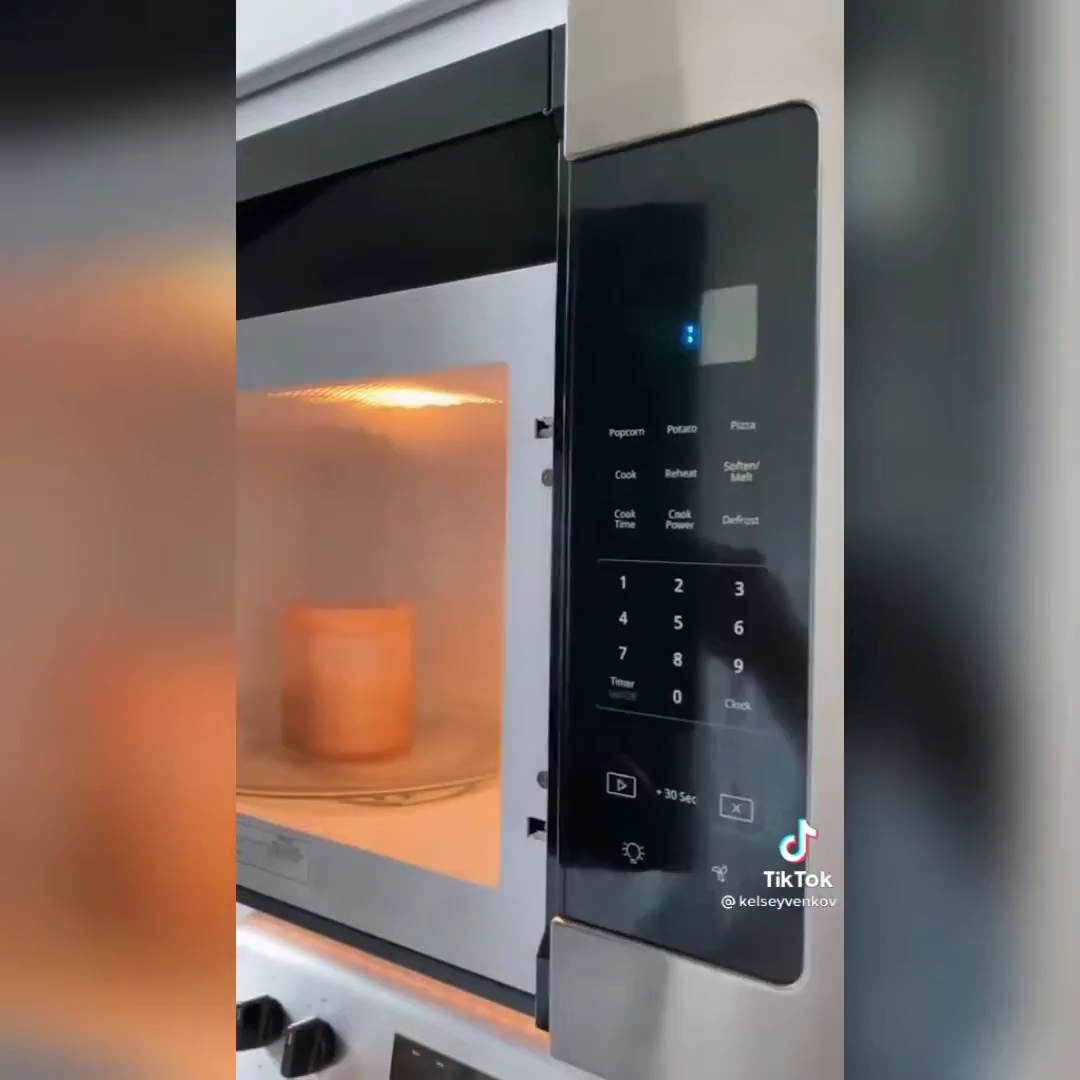 Popcorn Potato Pizza
Cook Reheat Soften/
Melt
Cook
Time Cook
Power Defrost
1 2 3
4 5 6
7 8 9
Timer 0 Clock
+ 30 Sec
TikTok
@kelseyvenkov